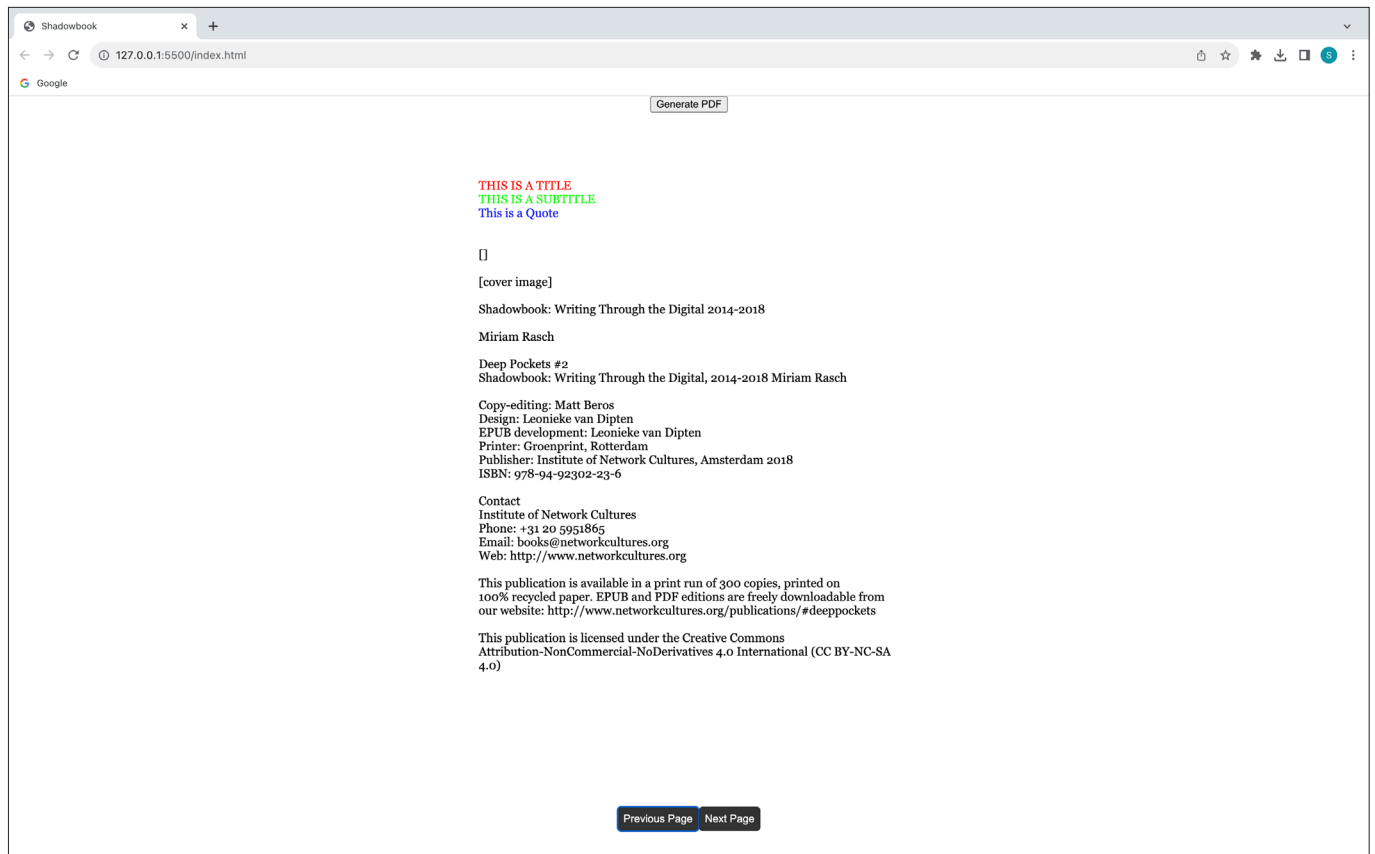 Shadowbook
127.0.0.1:5500/index.html
S
Google
Generate PDF
THIS IS A TITLE
THIS IS A SUBTITLE
This is a Quote
[]
[cover image]
Shadowbook: Writing Through the Digital 2014-2018
Miriam Rasch
Deep Pockets #2
Shadowbook: Writing Through the Digital, 2014-2018 Miriam Rasch
Copy-editing: Matt Beros
Design: Leonieke van Dipten
EPUB development: Leonieke van Dipten
Printer: Groenprint, Rotterdam
Publisher: Institute of Network Cultures, Amsterdam 2018
ISBN: 978-94-92302-23-6
Contact
Institute of Network Cultures
Phone: +31 20 5951865
Email: books@networkcultures.org
Web: http://www.networkcultures.org
This publication is available in a print run of 300 copies, printed on
100% recycled paper. EPUB and PDF editions are freely downloadable from
our website: http://www.networkcultures.org/publications/#deeppockets
This publication is licensed under the Creative Commons
Attribution-NonCommercial-NoDerivatives 4.0 International (CC BY-NC-SA
4.0)
Previous Page Next Page